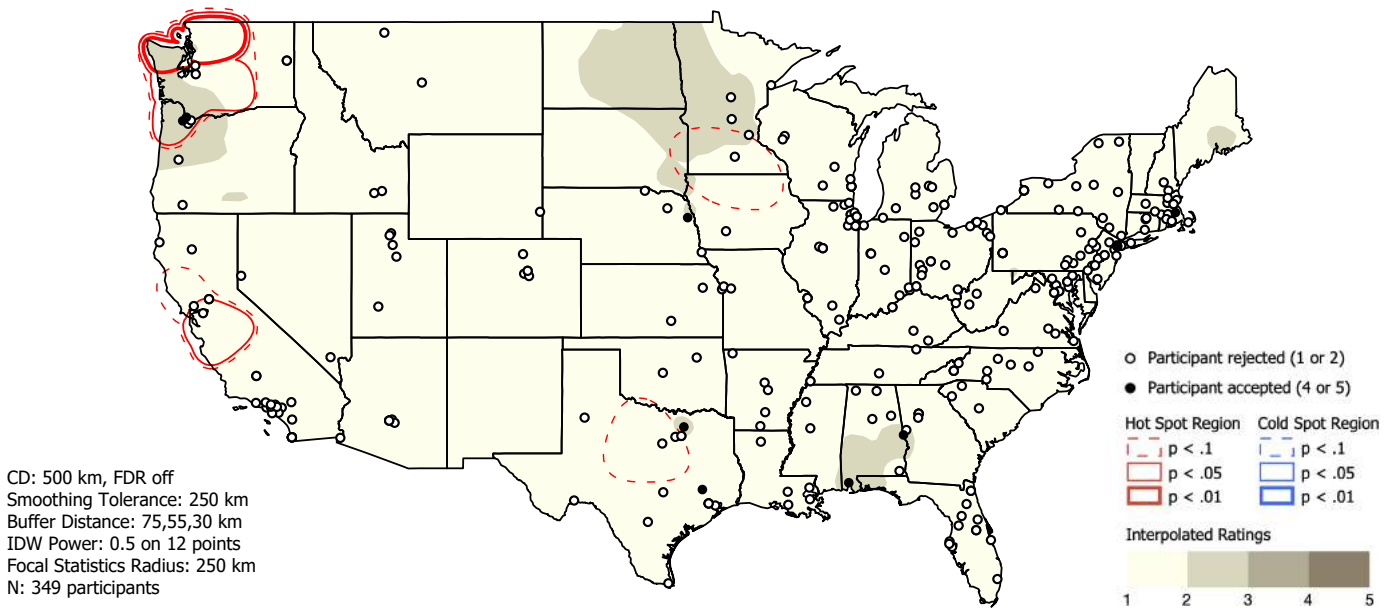 Participant rejected (1 or 2)
Participant accepted (4 or 5)
Hot Spot Region Cold Spot Region
p < .1 p < .1
p < .05 p < .05
p < .01 p < .01
Interpolated Ratings
1 2 3 4 5
CD: 500 km, FDR off
Smoothing Tolerance: 250 km
Buffer Distance: 75,55,30 km
IDW Power: 0.5 on 12 points
Focal Statistics Radius: 250 km
N: 349 participants